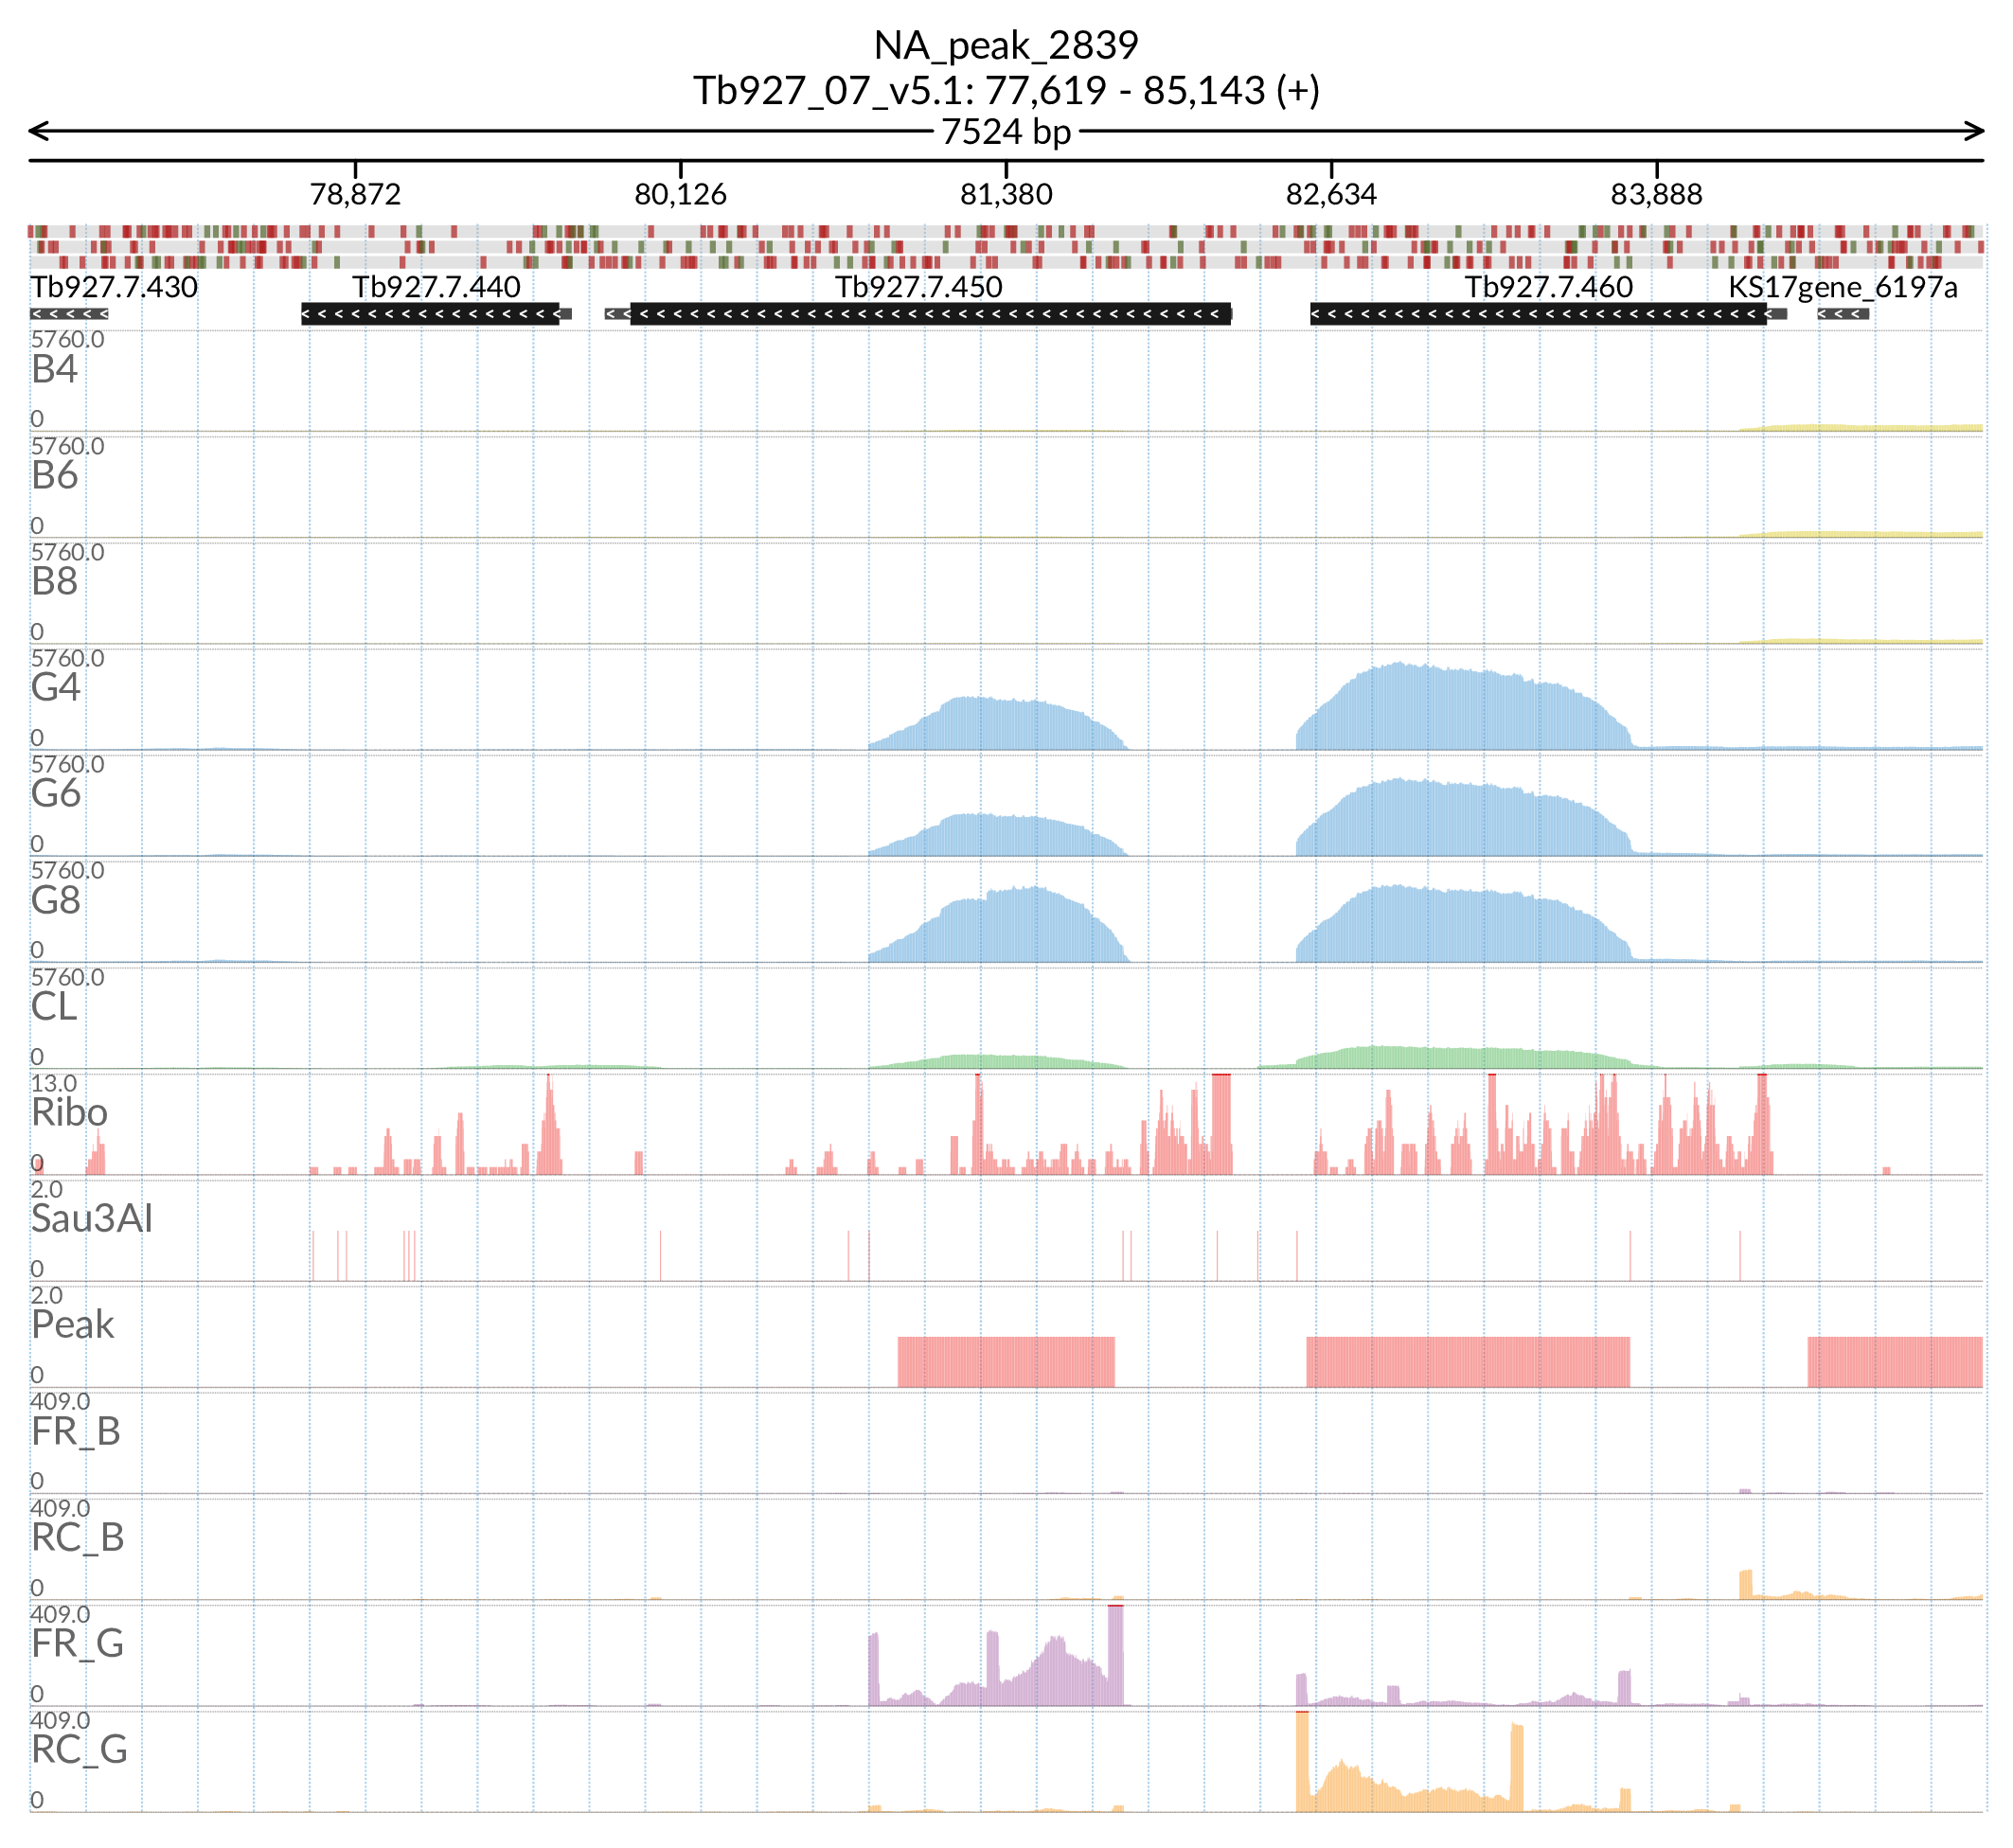 NA_peak_2839
Tb927_07_v5.1: 77,619 - 85,143 (+)
7524 bp
78,872 80,126 81,380 82,634 83,888
Tb927.7.430 Tb927.7.440 Tb927.7.450 Tb927.7.460 KS17gene_6197a
5760.0
B4
0
5760.0
B6
0
5760.0
B8
0
5760.0
G4
0
5760.0
G6
0
5760.0
G8
0
5760.0
CL
0
13.0
Ribo
0
2.0
Sau3AI
0
2.0
Peak
0
409.0
FR_B
0
409.0
RC_B
0
409.0
FR_G
0
409.0
RC_G
0